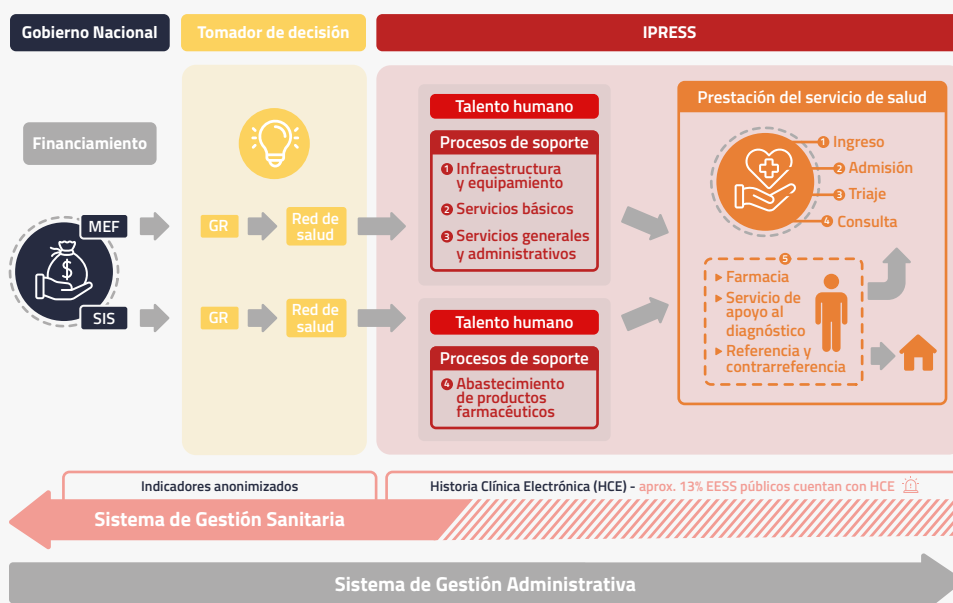 Gobierno Nacional
Tomador de decisión
IPRESS
Financiamiento
MEF
SIS
GR
Red de
salud
GR
Red de
salud
Talento humano
Procesos de soporte
1 Infraestructura
y equipamiento
2 Servicios básicos
3 Servicios generales
y administrativos
Talento humano
Procesos de soporte
4 Abastecimiento
de productos
farmacéuticos
Prestación del servicio de salud
1 Ingreso
2 Admisión
3 Triaje
4 Consulta
5
Farmacia
Servicio de
apoyo al
diagnóstico
Referencia y
contrarreferencia
Indicadores anonimizados
Historia Clínica Electrónica (HCE) - aprox. 13% EESS públicos cuentan con HCE
Sistema de Gestión Sanitaria
Sistema de Gestión Administrativa